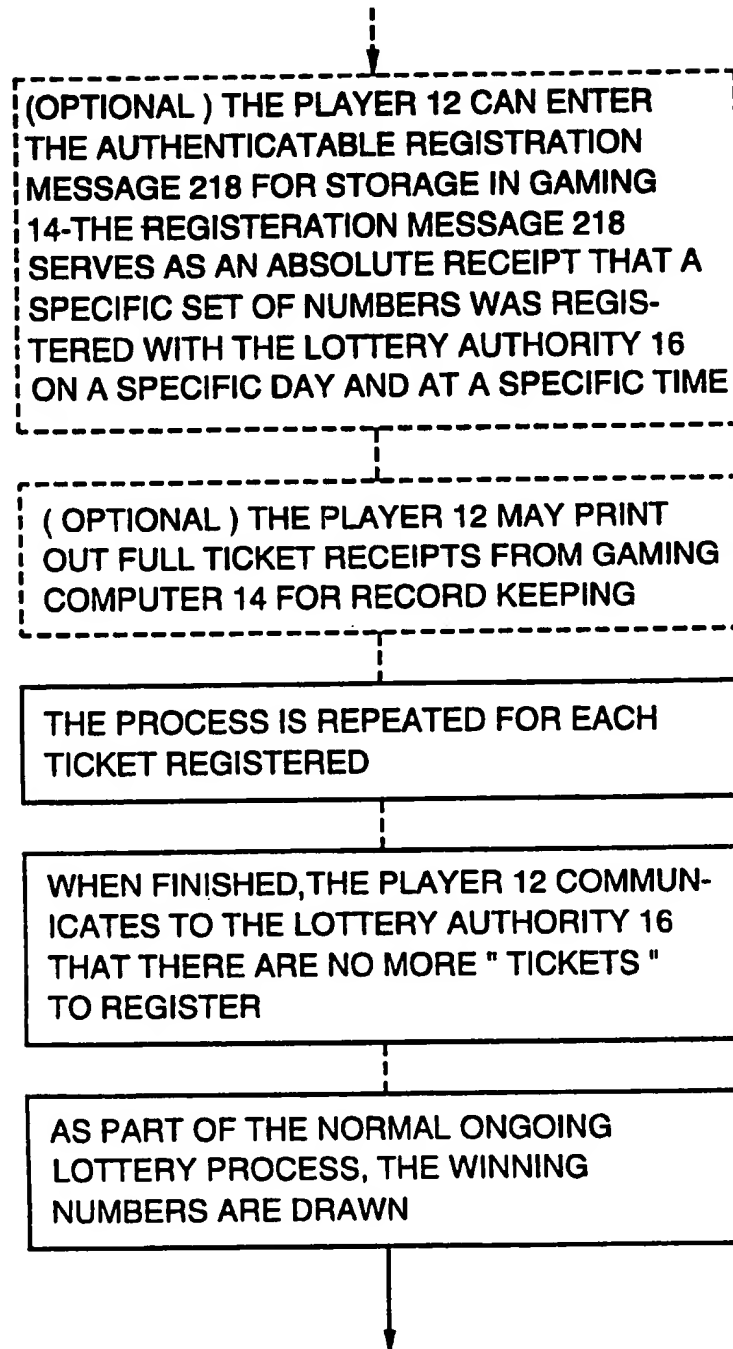 (OPTIONAL ) THE PLAYER 12 CAN ENTER
THE AUTHENTICATABLE REGISTRATION
MESSAGE 218 FOR STORAGE IN GAMING
14-THE REGISTERATION MESSAGE 218
SERVES AS AN ABSOLUTE RECEIPT THAT A
SPECIFIC SET OF NUMBERS WAS REGIS-
TERED WITH THE LOTTERY AUTHORITY 16
ON A SPECIFIC DAY AND AT A SPECIFIC TIME
( OPTIONAL ) THE PLAYER 12 MAY PRINT
OUT FULL TICKET RECEIPTS FROM GAMING
COMPUTER 14 FOR RECORD KEEPING
THE PROCESS IS REPEATED FOR EACH
TICKET REGISTERED
WHEN FINISHED,THE PLAYER 12 COMMUN-
ICATES TO THE LOTTERY AUTHORITY 16
THAT THERE ARE NO MORE " TICKETS "
TO REGISTER
AS PART OF THE NORMAL ONGOING
LOTTERY PROCESS, THE WINNING
NUMBERS ARE DRAWN